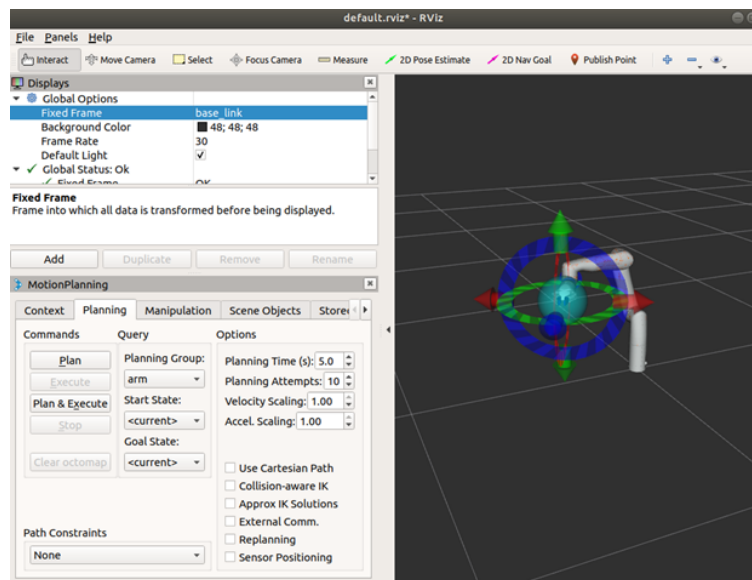 default.rviz* - RViz
File Panels Help
Interact Move Camera Select Focus Camera Measure 2D Pose Estimate 2D Nav Goal Publish Point
Displays
Global Options
Fixed Frame base_link
Background Color 48; 48; 48
Frame Rate 30
Default Light
Global Status: Ok
Fixed Frame OK
Fixed Frame
Frame into which all data is transformed before being displayed.
Add Duplicate Remove Rename
MotionPlanning
Context Planning Manipulation Scene Objects Store
Commands Query Options
Plan Planning Group: Planning Time (s): 5.0
Execute arm Planning Attempts: 10
Plan & Execute Start State: Velocity Scaling: 1.00
Stop <current> Accel. Scaling: 1.00
Goal State:
Clear octomap <current> Use Cartesian Path
Collision-aware IK
Approx IK Solutions
External Comm.
Path Constraints Replanning
None Sensor Positioning